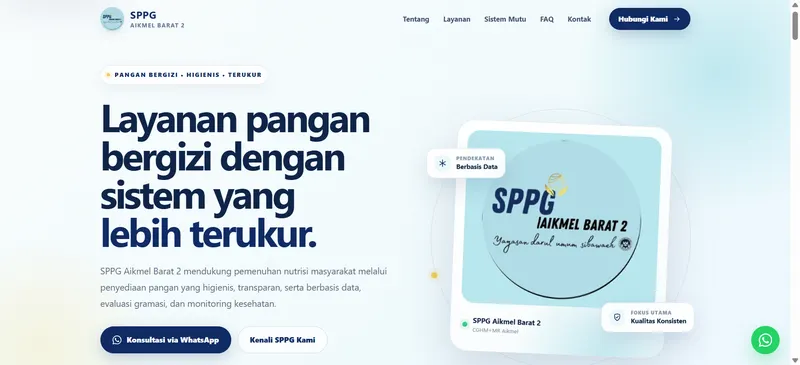 SPPG
AIKMEL BARAT 2
Tentang
Layanan
Sistem Mutu
FAQ
Kontak
Hubungi Kami →
PANGAN BERGIZI • HIGIENIS • TERUKUR
Layanan pangan
bergizi dengan
sistem yang
lebih terukur.
SPPG Aikmel Barat 2 mendukung pemenuhan nutrisi masyarakat melalui
penyediaan pangan yang higienis, transparan, serta berbasis data,
evaluasi gramasi, dan monitoring kesehatan.
Konsultasi via WhatsApp
Kenali SPPG Kami
PENDEKATAN
Berbasis Data
SPPG
AIKMEL BARAT 2
Yayasan darul umum sibawaeh
FOKUS UTAMA
Kualitas Konsisten
SPPG Aikmel Barat 2